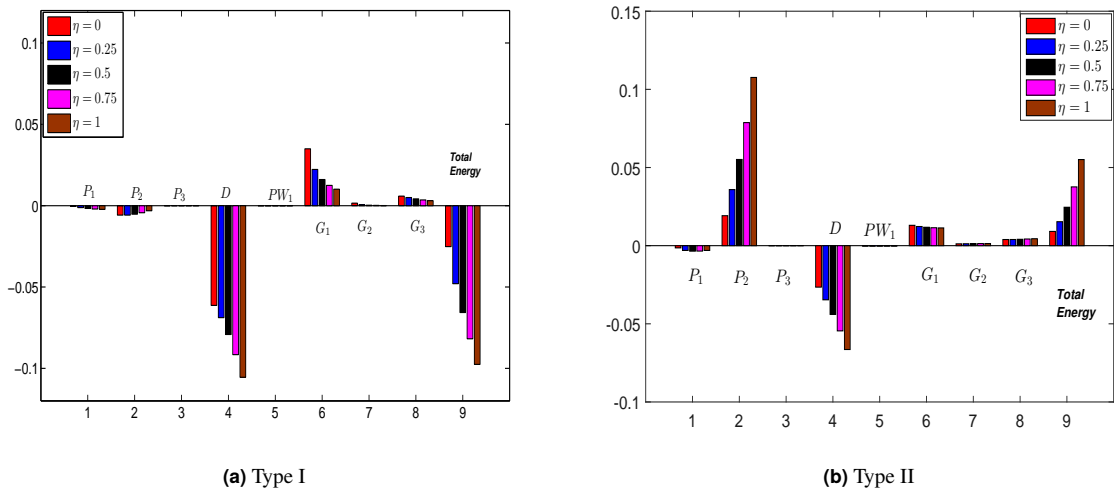 0.1
0.05
0
−0.05
−0.1
η = 0
η = 0.25
η = 0.5
η = 0.75
η = 1
P₁
P₂
P₃
D
PW₁
G₁
G₂
G₃
Total
Energy
1 2 3 4 5 6 7 8 9
(a) Type I
0.15
0.1
0.05
0
-0.05
-0.1
η = 0
η = 0.25
η = 0.5
η = 0.75
η = 1
D
PW₁
P₁
P₂
P₃
G₁
G₂
G₃
Total
Energy
1 2 3 4 5 6 7 8 9
(b) Type II